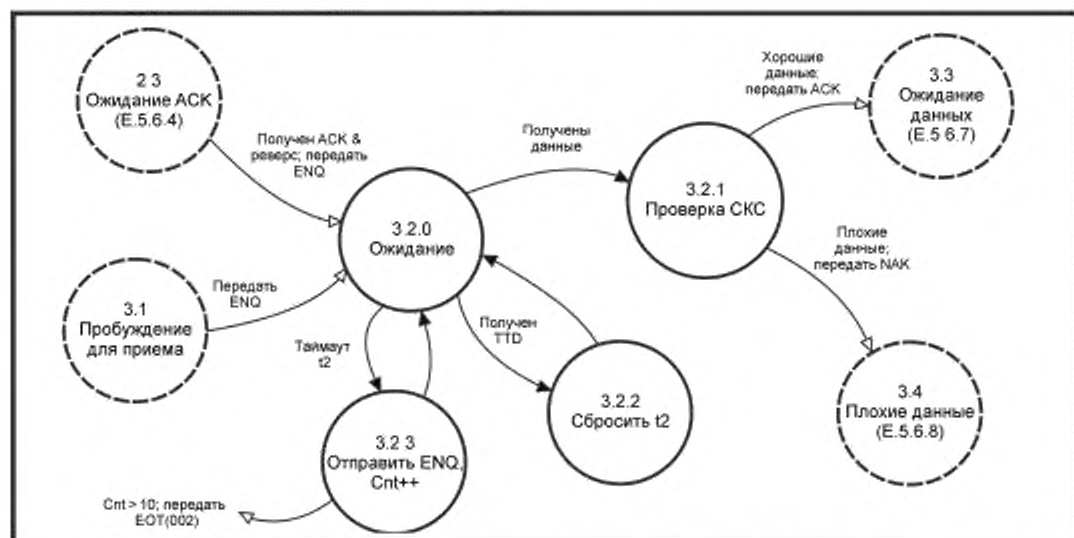 2 3
Ожидание АСК
(Е.5.6.4)
Получен АСК &
реверс; передать
ENQ
3.1
Пробуждение
для приема
Передать
ENQ
3.2.0
Ожидание
Получены
данные
3.2.1
Проверка СКС
Хорошие
данные;
передать АСК
3.3
Ожидание
данных
(Е.5 6.7)
Плохие
данные;
передать NAK
3.4
Плохие данные
(Е.5.6.8)
Таймаут
t2
Получен
TTD
3.2.2
Сбросить t2
3.2 3
Отправить ENQ,
Cnt++
Cnt > 10; передать
EOT(002)